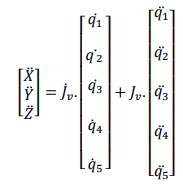 [Ẍ Ÿ Z̈] = J̇ᵥ. [q̇₁ q̇₂ q̇₃ q̇₄ q̇₅] + Jᵥ. [q̈₁ q̈₂ q̈₃ q̈₄ q̈₅]